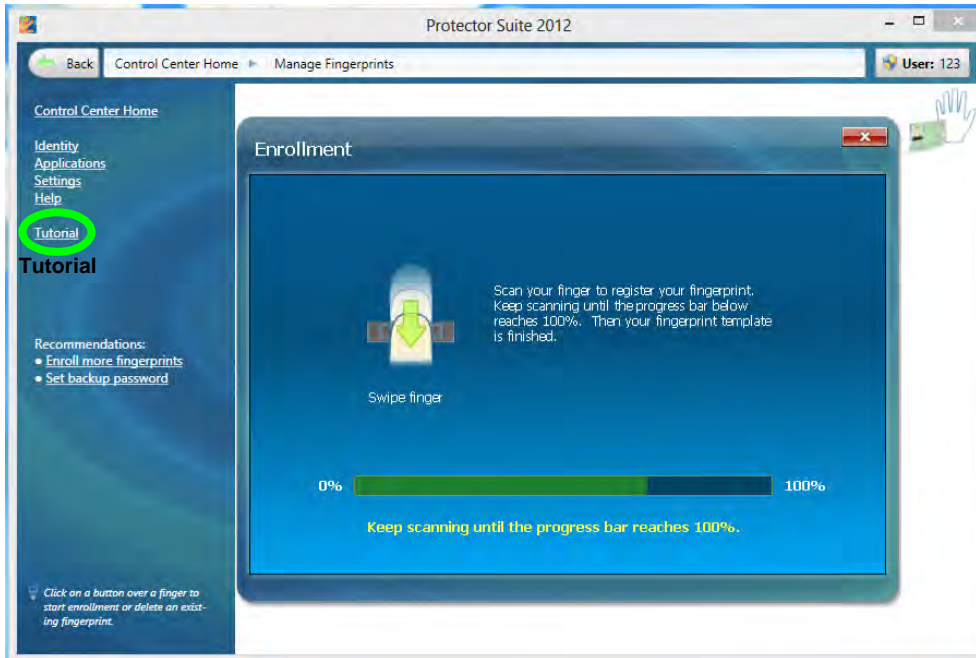 Protector Suite 2012
Back
Control Center Home
Manage Fingerprints
User: 123
Control Center Home
Identity
Applications
Settings
Help
Tutorial
Tutorial
Recommendations:
• Enroll more fingerprints
• Set backup password
Click on a button over a finger to
start enrollment or delete an exist-
ing fingerprint.
Enrollment
Scan your finger to register your fingerprint.
Keep scanning until the progress bar below
reaches 100%. Then your fingerprint template
is finished.
Swipe finger
0%
100%
Keep scanning until the progress bar reaches 100%.